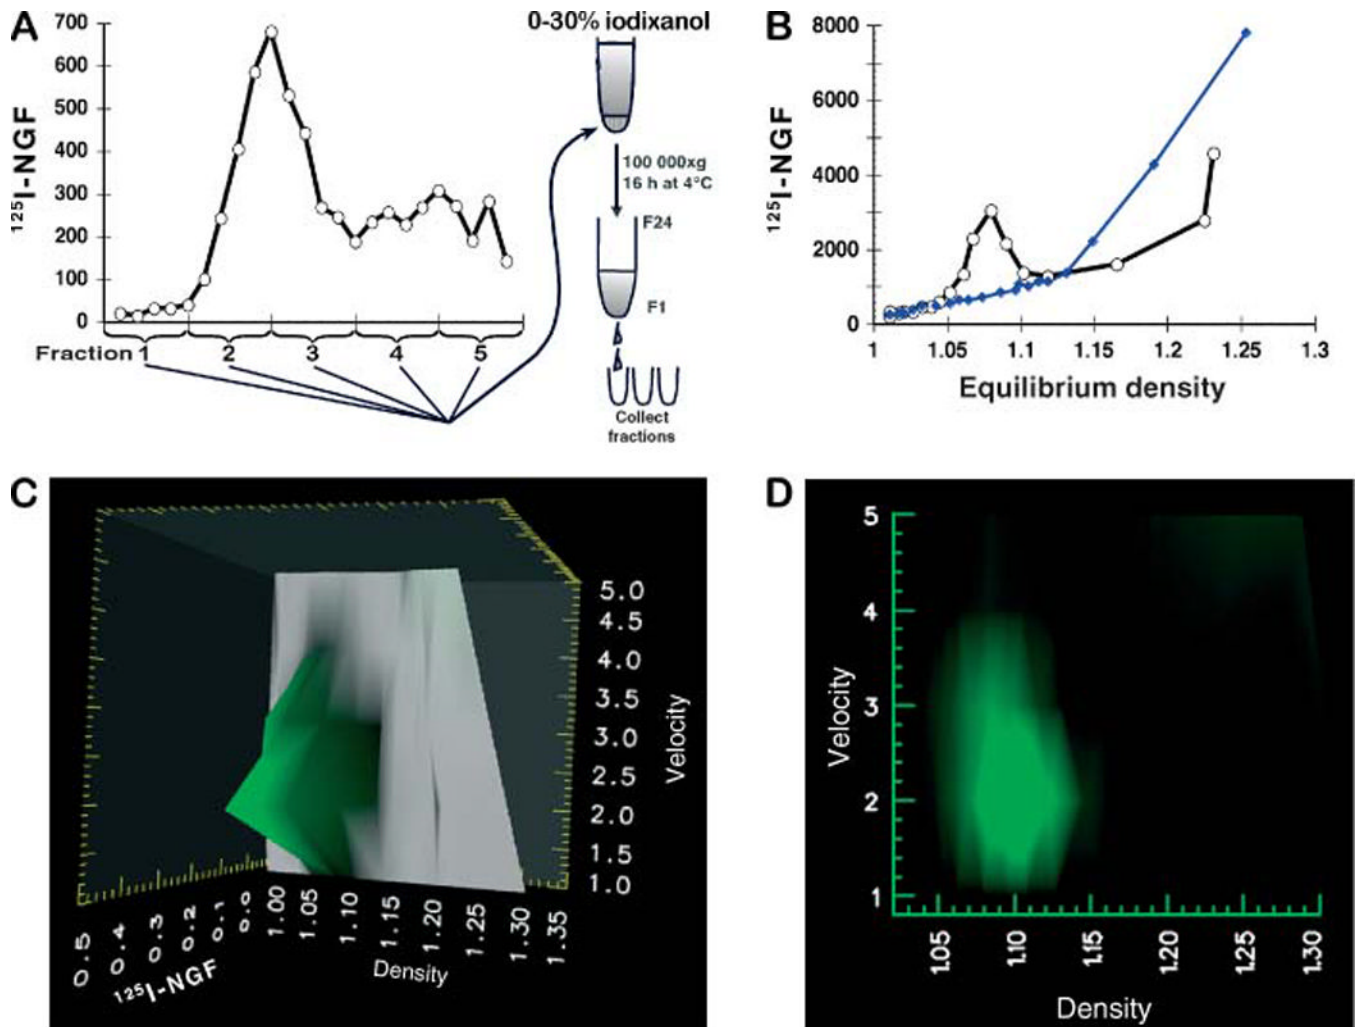 A
0-30% iodixanol
700
600
500
400
300
200
100
0
125I-NGF
Fraction 1 2 3 4 5
100 000xg
16 h at 4°C
F24
F1
Collect
fractions
B
8000
6000
4000
2000
0
125I-NGF
1 1.05 1.1 1.15 1.2 1.25 1.3
Equilibrium density
C
5.0
4.5
4.0
3.5
3.0
2.5
2.0
1.5
1.0
Velocity
0.5 0.4 0.3 0.2 0.1 0.0
125I-NGF
1.00 1.05 1.10 1.15 1.20 1.25 1.30 1.35
Density
D
5
4
3
2
1
Velocity
1.05 1.10 1.15 1.20 1.25 1.30
Density